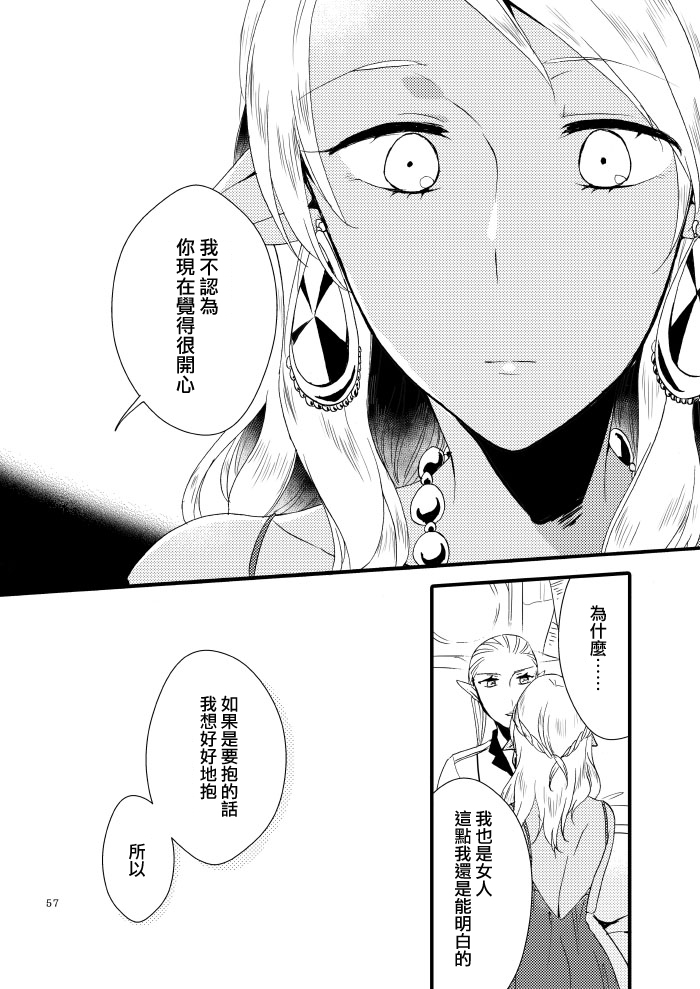 我不認為
你現在覺得很開心
為什麼……
我也是女人
這點我還是能明白的
如果是要抱的話
我想好好地抱
所以
57